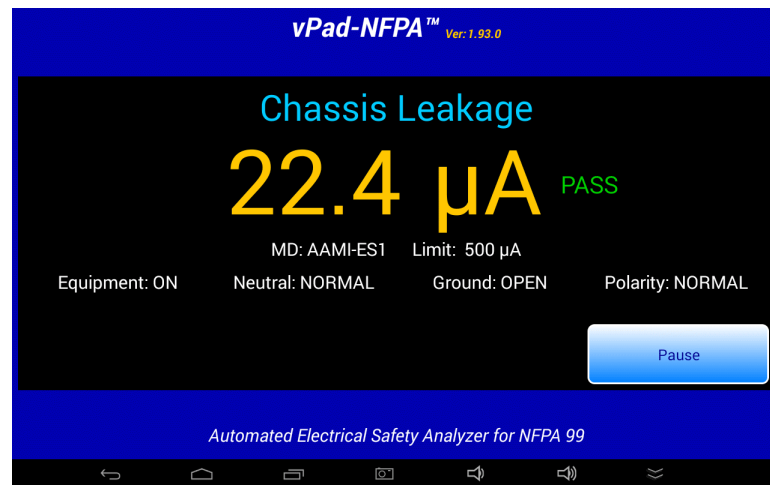 vPad-NFPA™ Ver: 1.93.0
Chassis Leakage
22.4 µA PASS
MD: AAMI-ES1 Limit: 500 µA
Equipment: ON Neutral: NORMAL Ground: OPEN Polarity: NORMAL
Pause
Automated Electrical Safety Analyzer for NFPA 99